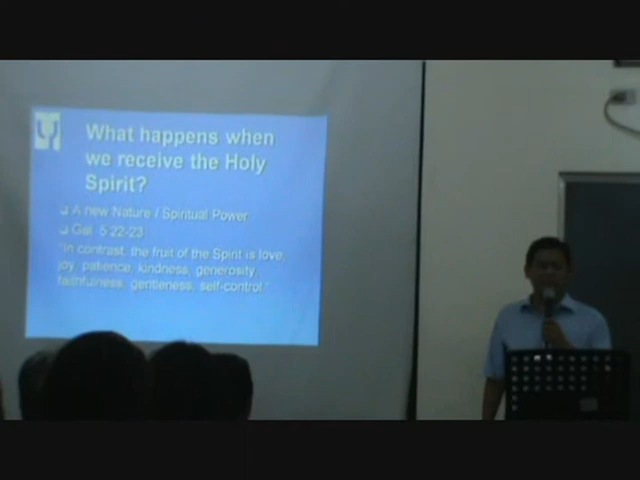 What happens when
we receive the Holy
Spirit?
❑ A new Nature / Spiritual Power
❑ Gal. 5:22-23
"In contrast, the fruit of the Spirit is love,
joy, patience, kindness, generosity,
faithfulness, gentleness, self-control."